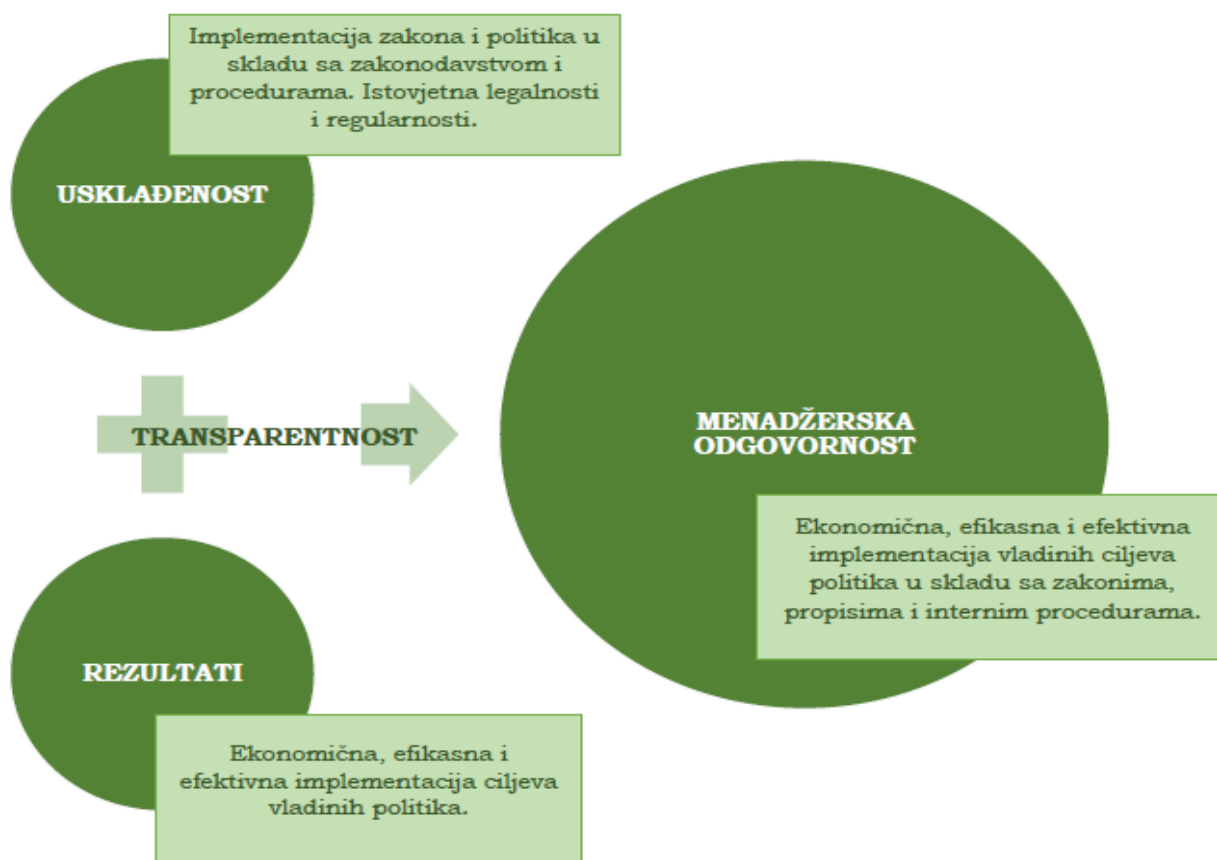 Implementacija zakona i politika u
skladu sa zakonodavstvom i
procedurama. Istovjetna legalnosti
i regularnosti.
USKLAĐENOST
TRANSPARENTNOST
MENADŽERSKA
ODGOVORNOST
Ekonomična, efikasna i efektivna
implementacija vladinih ciljeva
politika u skladu sa zakonima,
propisima i internim procedurama.
REZULTATI
Ekonomična, efikasna i
efektivna implementacija ciljeva
vladinih politika.